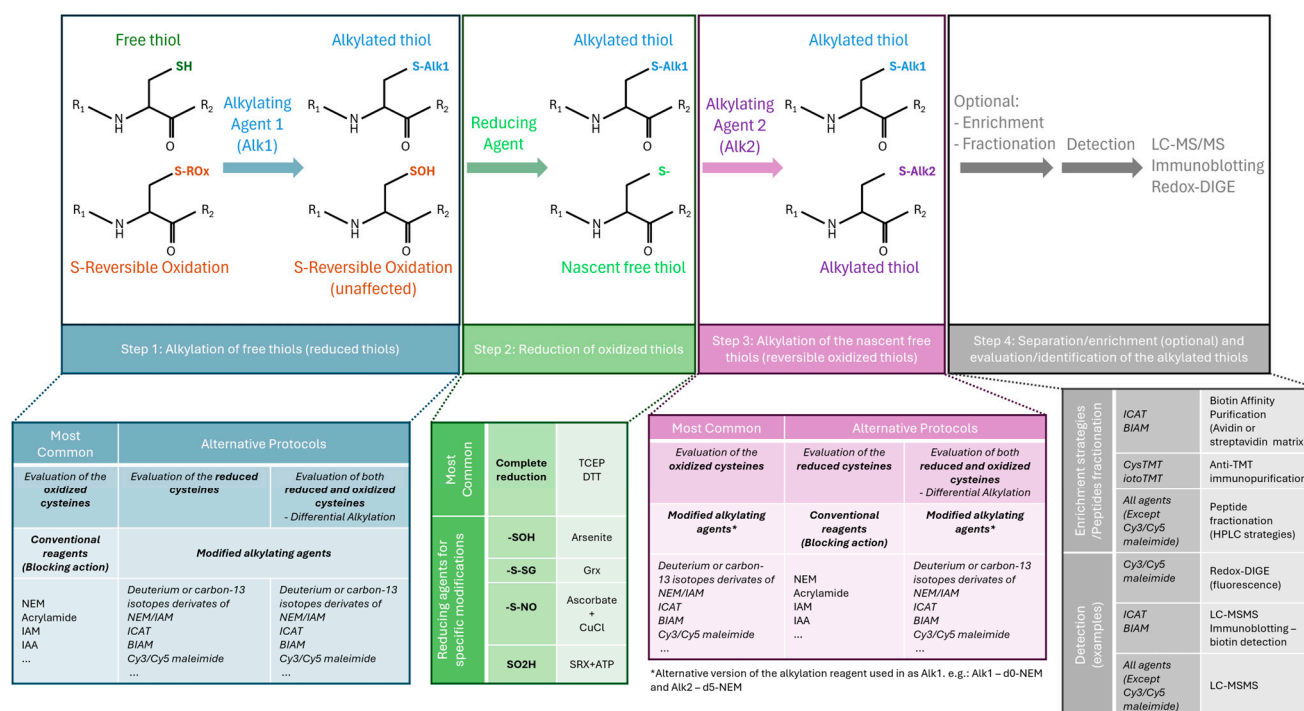 Free thiol
SH
R1
N
H
O
R2
S-ROx
R1
N
H
O
R2
S-Reversible Oxidation
Alkylating
Agent 1
(Alk1)
Alkylated thiol
S-Alk1
R1
N
H
O
R2
SOH
R1
N
H
O
R2
S-Reversible Oxidation
(unaffected)
Reducing
Agent
Alkylated thiol
S-Alk1
R1
N
H
O
R2
S-
R1
N
H
O
R2
Nascent free thiol
Alkylating
Agent 2
(Alk2)
Alkylated thiol
S-Alk1
R1
N
H
O
R2
S-Alk2
R1
N
H
O
R2
Alkylated thiol
Optional:
- Enrichment
- Fractionation
Detection
LC-MS/MS
Immunoblotting
Redox-DIGE
Step 1: Alkylation of free thiols (reduced thiols)
Step 2: Reduction of oxidized thiols
Step 3: Alkylation of the nascent free
thiols (reversible oxidized thiols)
Step 4: Separation/enrichment (optional) and
evaluation/identification of the alkylated thiols
Most
Common
Alternative Protocols
Evaluation of the
oxidized
cysteines
Evaluation of the reduced
cysteines
Evaluation of both
reduced and oxidized
cysteines
- Differential Alkylation
Conventional
reagents
(Blocking action)
Modified alkylating agents
NEM
Acrylamide
IAM
IAA
...
Deuterium or carbon-13
isotopes derivates of
NEM/IAM
ICAT
BIAM
Cy3/Cy5 maleimide
...
Deuterium or carbon-13
isotopes derivates of
NEM/IAM
ICAT
BIAM
Cy3/Cy5 maleimide
...
Most
Common
Complete
reduction
TCEP
DTT
Reducing agents for
specific modifications
-SOH
Arsenite
-S-SG
Grx
-S-NO
Ascorbate
+
CuCl
SO2H
SRX+ATP
Most Common
Alternative Protocols
Evaluation of the
oxidized cysteines
Evaluation of the
reduced cysteines
Evaluation of both
reduced and oxidized
cysteines
- Differential Alkylation
Modified alkylating
agents*
Conventional
reagents
(Blocking action)
Modified alkylating
agents*
Deuterium or carbon-
13 isotopes derivates of
NEM/IAM
ICAT
BIAM
Cy3/Cy5 maleimide
...
NEM
Acrylamide
IAM
IAA
...
Deuterium or carbon-
13 isotopes derivates of
NEM/IAM
ICAT
BIAM
Cy3/Cy5 maleimide
...
*Alternative version of the alkylation reagent used in as Alk1. e.g.: Alk1 – d0-NEM
and Alk2 – d5-NEM
Enrichment strategies
/Peptides fractionation
ICAT
BIAM
Biotin Affinity
Purification
(Avidin or
streptavidin matrix)
CysTMT
iotoTMT
Anti-TMT
immunopurification
All agents
(Except
Cy3/Cy5
maleimide)
Peptide
fractionation
(HPLC strategies)
Detection
(examples)
Cy3/Cy5
maleimide
Redox-DIGE
(fluorescence)
ICAT
BIAM
LC-MSMS
Immunoblotting –
biotin detection
All agents
(Except
Cy3/Cy5
maleimide)
LC-MSMS